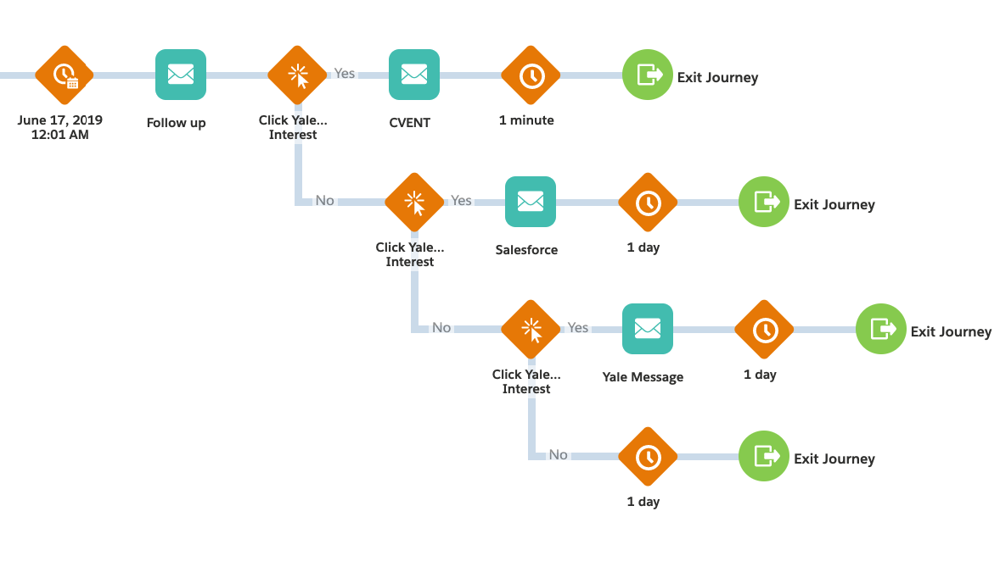 Yes
Exit Journey
June 17, 2019
12:01 AM
Follow up
Click Yale...
Interest
CVENT
1 minute
No
Yes
Exit Journey
Click Yale...
Interest
Salesforce
1 day
No
Yes
Exit Journey
Click Yale...
Interest
Yale Message
1 day
No
Exit Journey
1 day